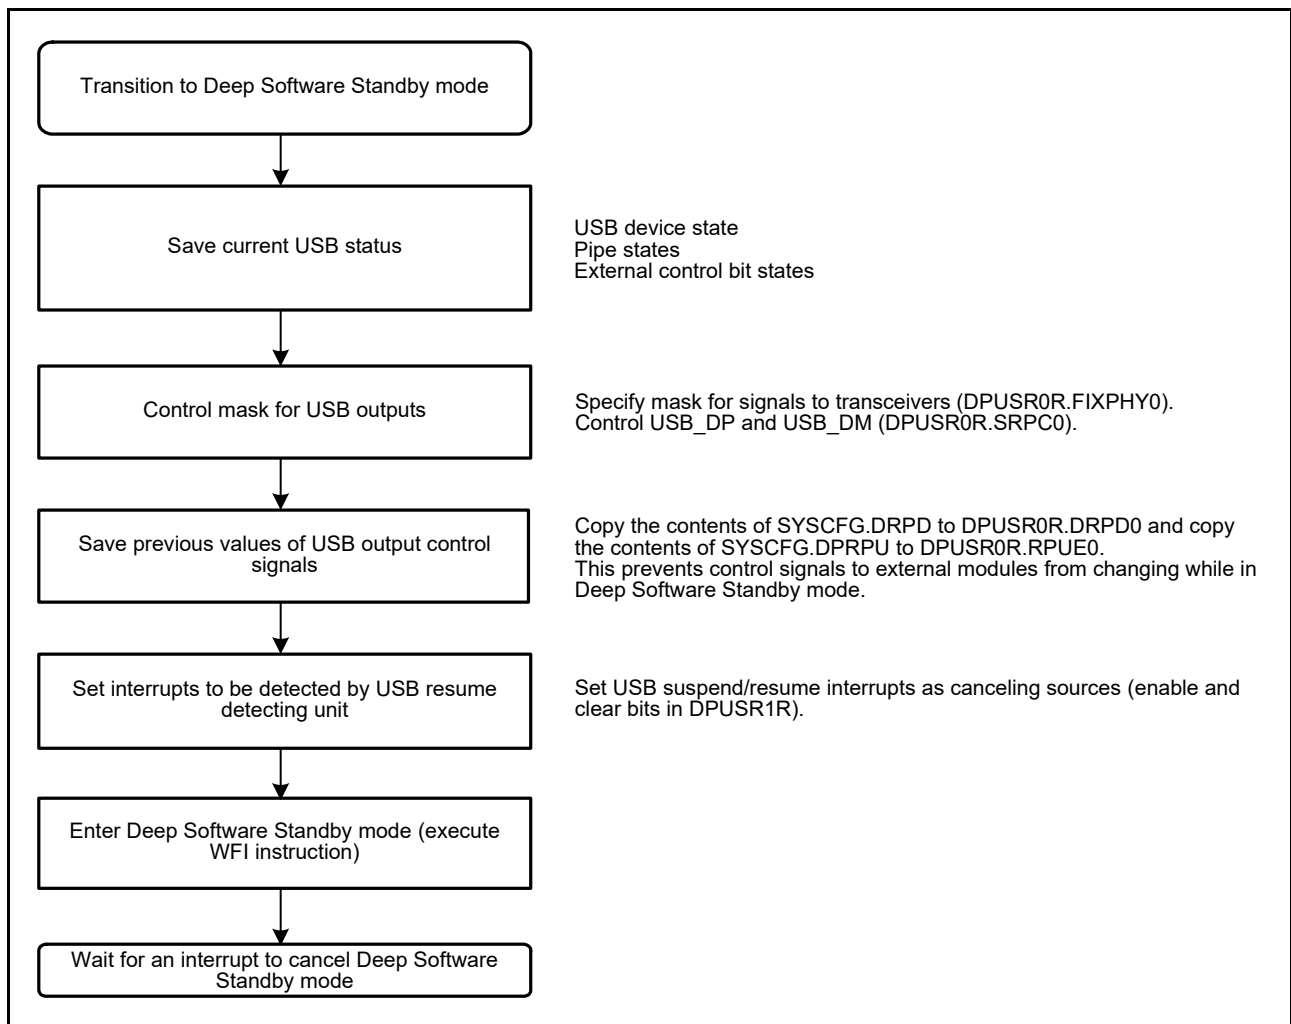 Transition to Deep Software Standby mode
Save current USB status
USB device state
Pipe states
External control bit states
Control mask for USB outputs
Specify mask for signals to transceivers (DPUSR0R.FIXPHY0).
Control USB_DP and USB_DM (DPUSR0R.SRPC0).
Save previous values of USB output control
signals
Copy the contents of SYSCFG.DRPD to DPUSR0R.DRPD0 and copy
the contents of SYSCFG.DPRPU to DPUSR0R.RPUE0.
This prevents control signals to external modules from changing while in
Deep Software Standby mode.
Set interrupts to be detected by USB resume
detecting unit
Set USB suspend/resume interrupts as canceling sources (enable and
clear bits in DPUSR1R).
Enter Deep Software Standby mode (execute
WFI instruction)
Wait for an interrupt to cancel Deep Software
Standby mode